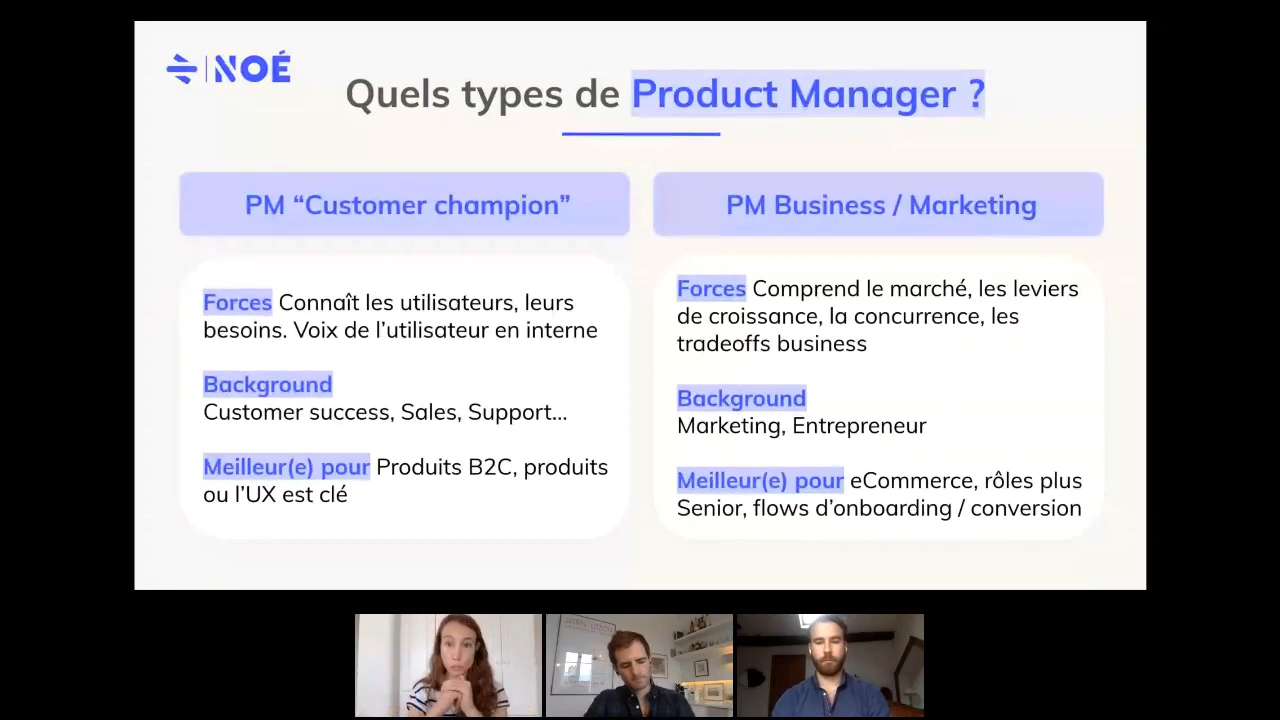 NOÉ
Quels types de Product Manager ?
PM “Customer champion”
Forces Connaît les utilisateurs, leurs
besoins. Voix de l’utilisateur en interne
Background
Customer success, Sales, Support...
Meilleur(e) pour Produits B2C, produits
ou l’UX est clé
PM Business / Marketing
Forces Comprend le marché, les leviers
de croissance, la concurrence, les
tradeoffs business
Background
Marketing, Entrepreneur
Meilleur(e) pour eCommerce, rôles plus
Senior, flows d’onboarding / conversion